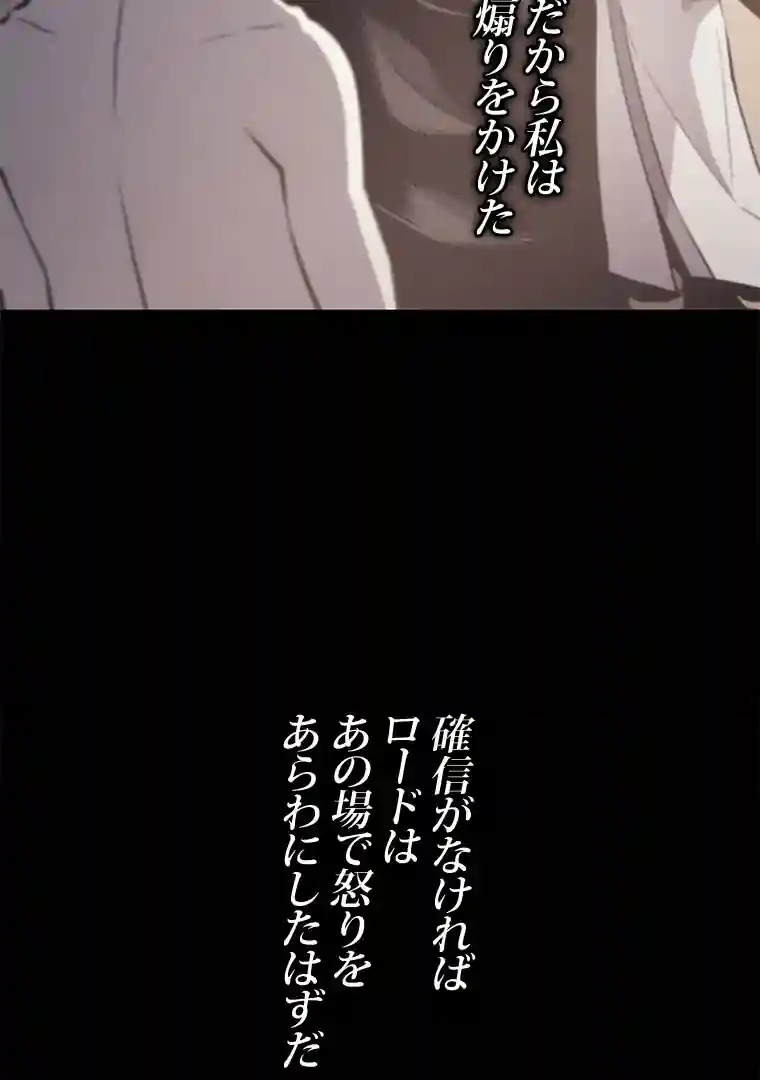 だから私は
煽りをかけた
確信がなければ
ロードは
あの場で怒りを
あらわにしたはずだ